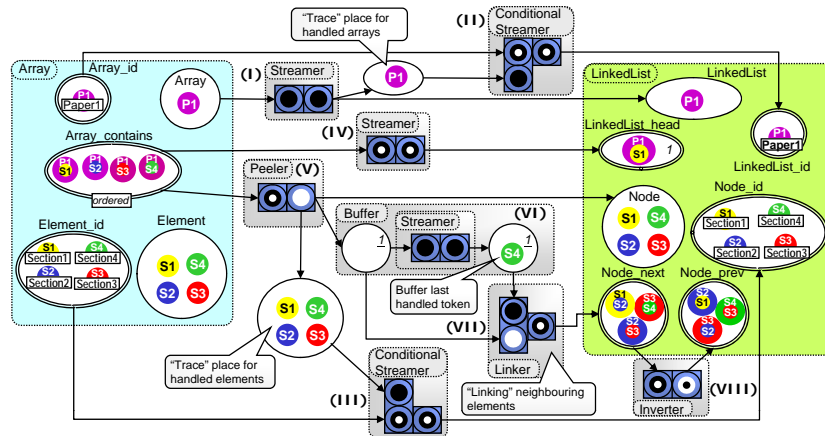 "Trace" place for
handled arrays
(II)
Conditional
Streamer
Array
Array_id
P1
Paper1
Array
P1
(I)
Streamer
P1
LinkedList
LinkedList
P1
P1
Paper1
LinkedList_id
Array_contains
P1
S1
P1
S2
P1
S3
P1
S4
ordered
(IV)
Streamer
LinkedList_head
P1
S1
1
Peeler
(V)
Buffer
1
Streamer
(VI)
1
S4
Buffer last
handled token
Node
S1
S4
S2
S3
Node_id
S1
Section1
S4
Section4
S2
Section2
S3
Section3
Element_id
S1
Section1
S4
Section4
S2
Section2
S3
Section3
Element
S1
S4
S2
S3
S1
S4
S2
S3
"Trace" place for
handled elements
(VII)
Linker
"Linking" neighbouring
elements
Node_next
S1
S2
S3
S4
S2
S3
Node_prev
S2
S1
S4
S3
S3
S2
(VIII)
Inverter
(III)
Conditional
Streamer